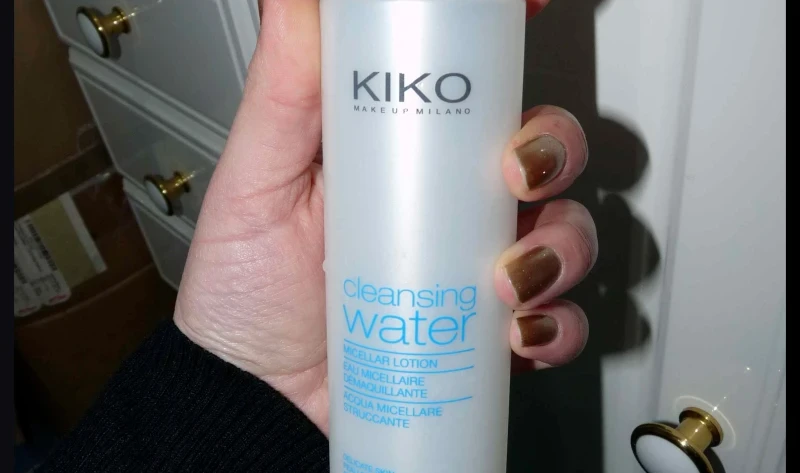 KIKO
MAKE UP MILANO
cleansing
water
MICELLAR LOTION
EAU MICELLAIRE
DÉMAQUILLANTE
ACQUA MICELLARE
STRUCCANTE